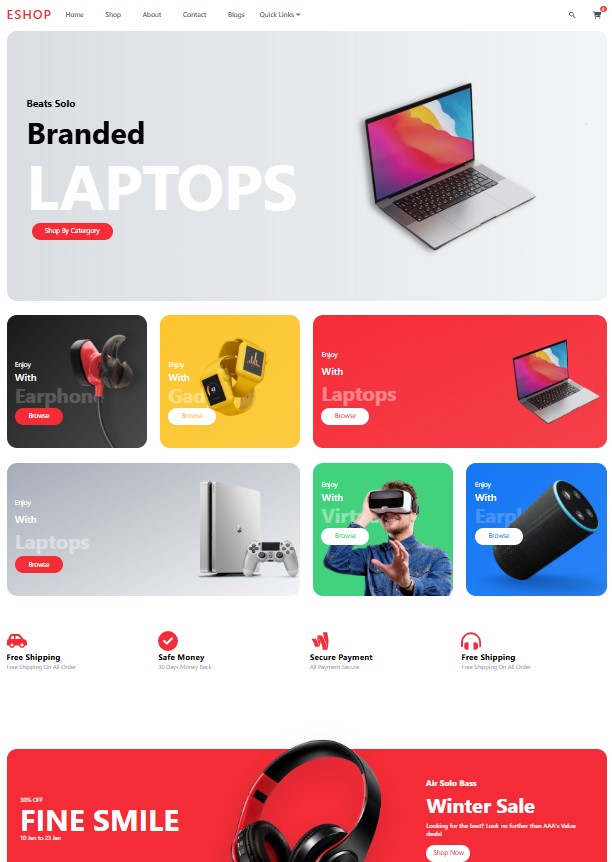 ESHOP
Home
Shop
About
Contact
Blogs
Quick Links
Beats Solo
Branded
LAPTOPS
Shop By Catergory
Enjoy
With
Earphone
Browse
Enjoy
With
Gad
Browse
Enjoy
With
Laptops
Browse
Enjoy
With
Laptops
Browse
Enjoy
With
Virt
Browse
Enjoy
With
Earp
Browse
Free Shipping
Free Shipping On All Order
Safe Money
30 Days Money Back
Secure Payment
All Payment Secure
Free Shipping
Free Shipping On All Order
30% OFF
FINE SMILE
10 Jan to 23 Jan
Air Solo Bass
Winter Sale
Looking for the best? Look no further than AAA's Value
deals!
Shop Now